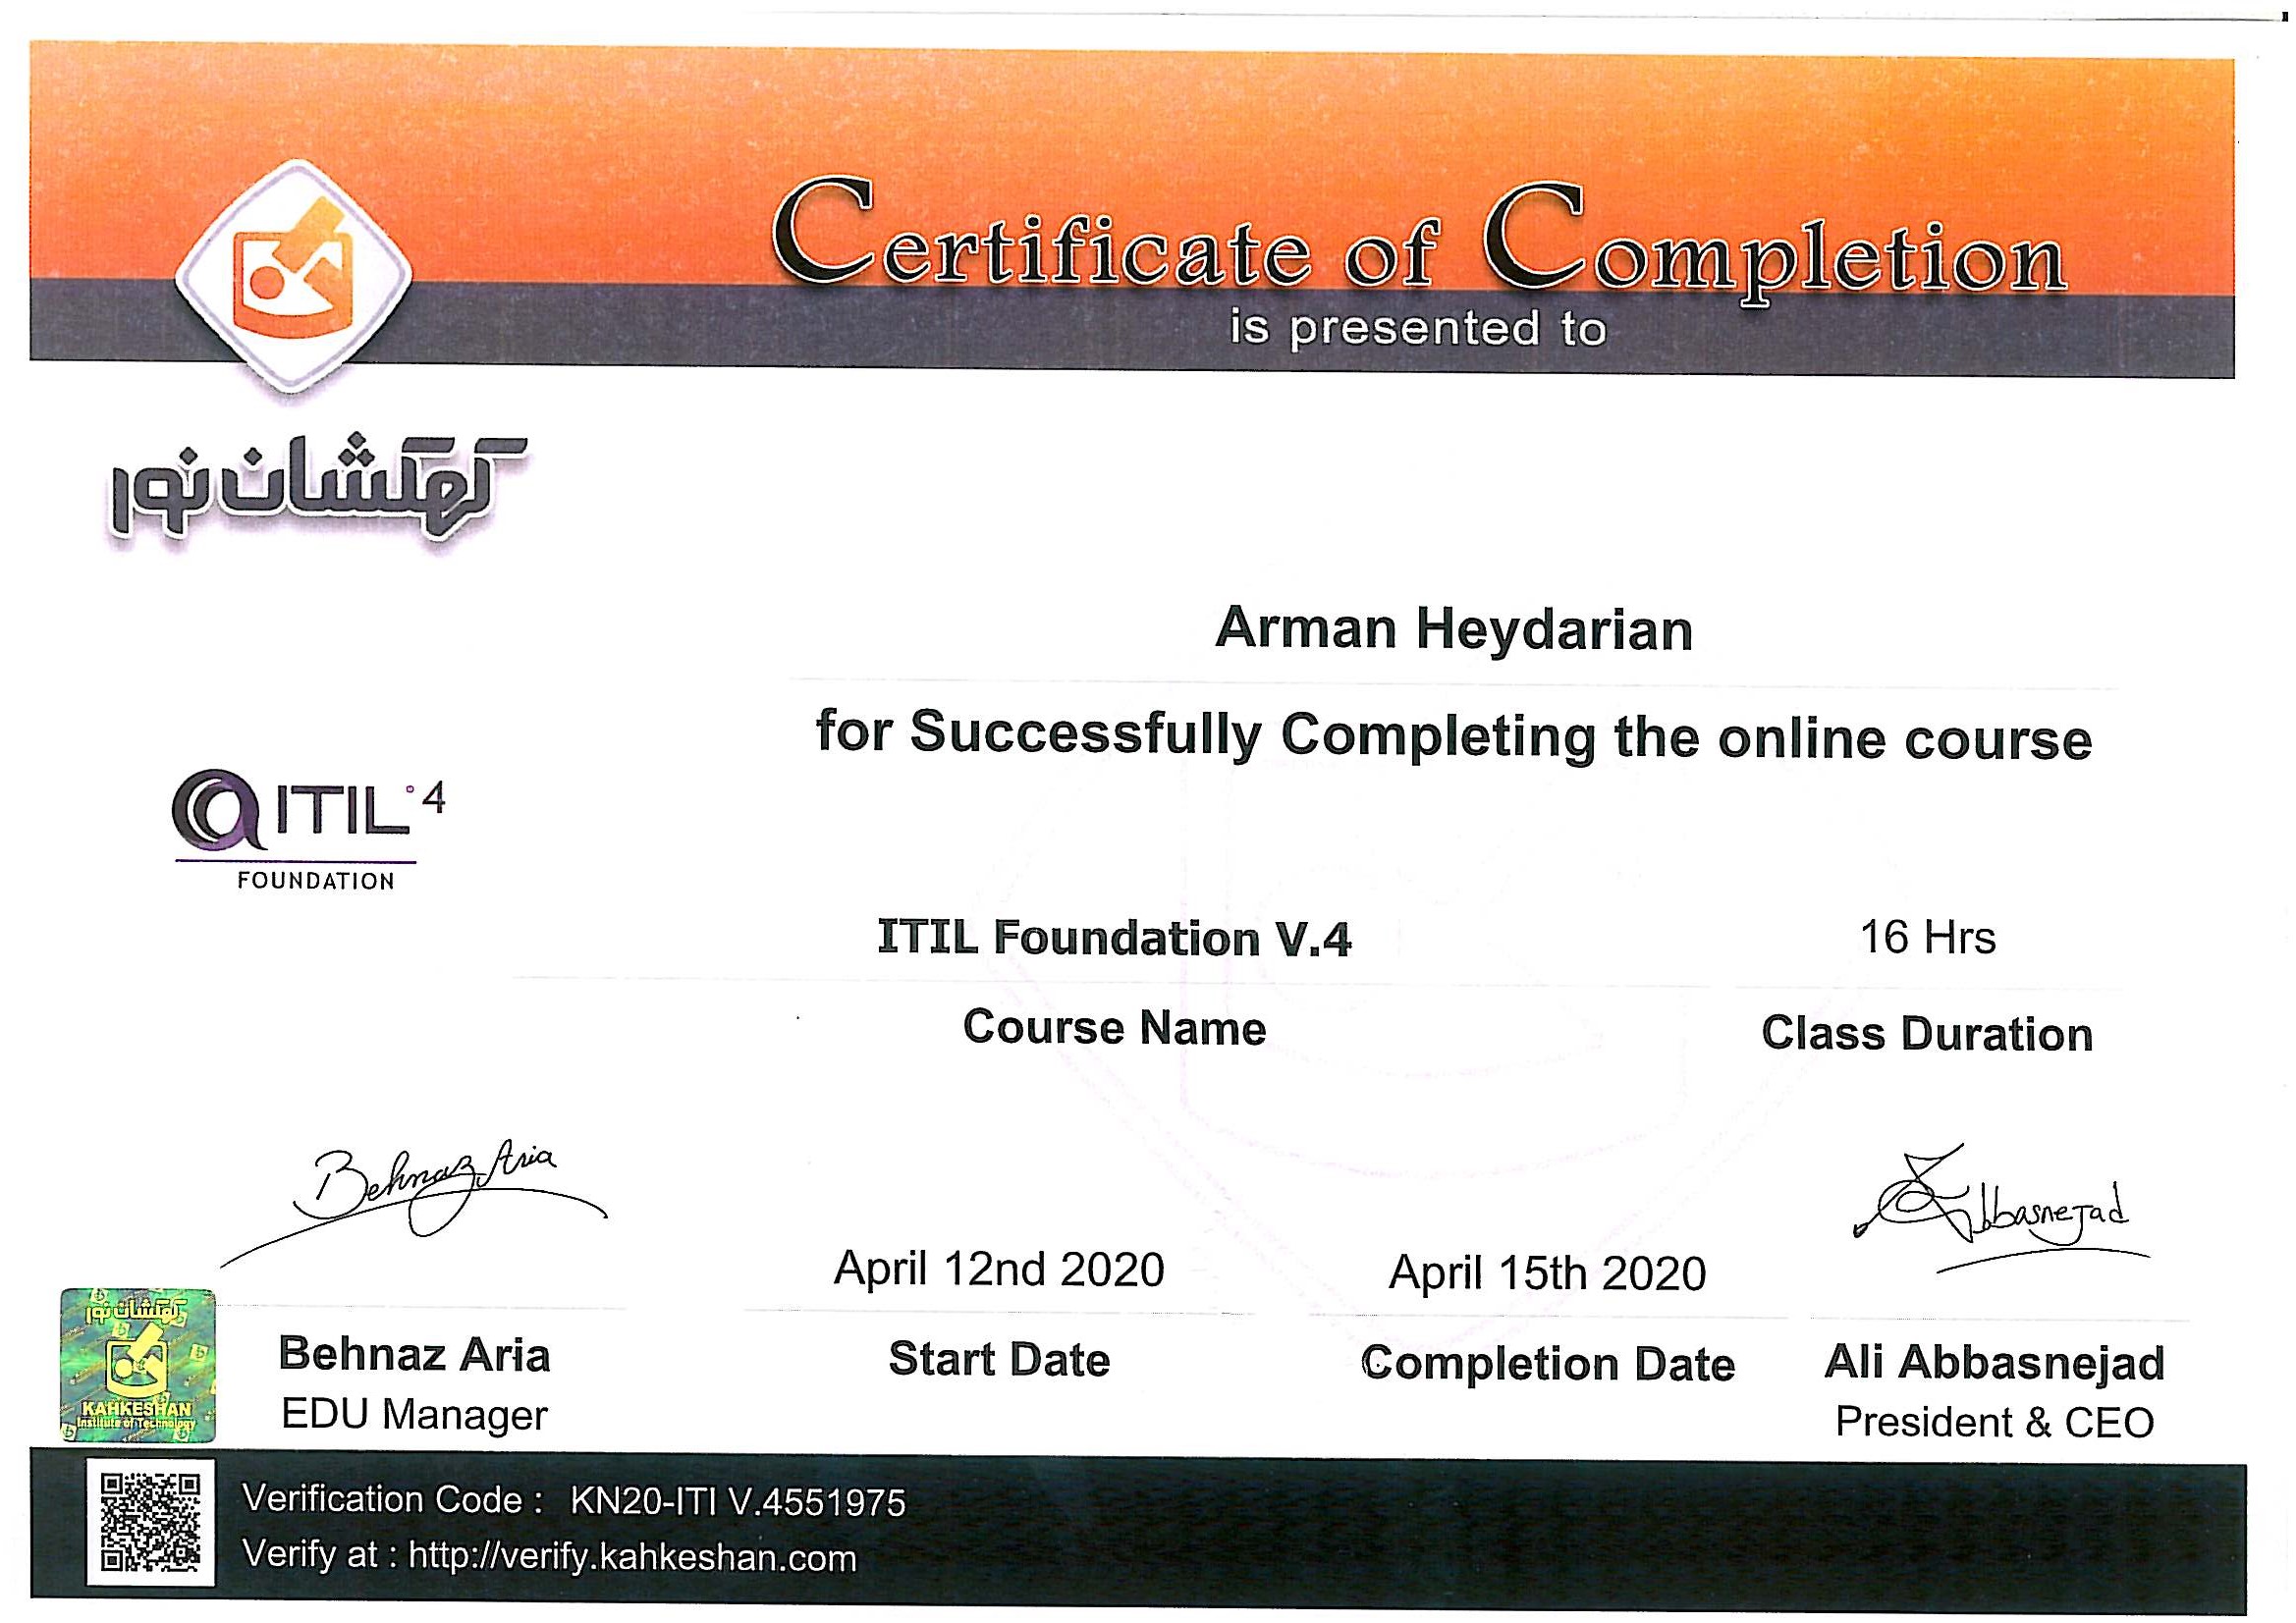 Certificate of Completion
is presented to
کهکشان نور
Arman Heydarian
for Successfully Completing the online course
ITIL 4
FOUNDATION
ITIL Foundation V.4
16 Hrs
Course Name
Class Duration
Behnaz Aria
Abbasnejad
April 12nd 2020
April 15th 2020
کهکشان نور
KAHKESHAN
Institute of Technology
Behnaz Aria
EDU Manager
Start Date
Completion Date
Ali Abbasnejad
President & CEO
Verification Code : KN20-ITI V.4551975
Verify at : http://verify.kahkeshan.com